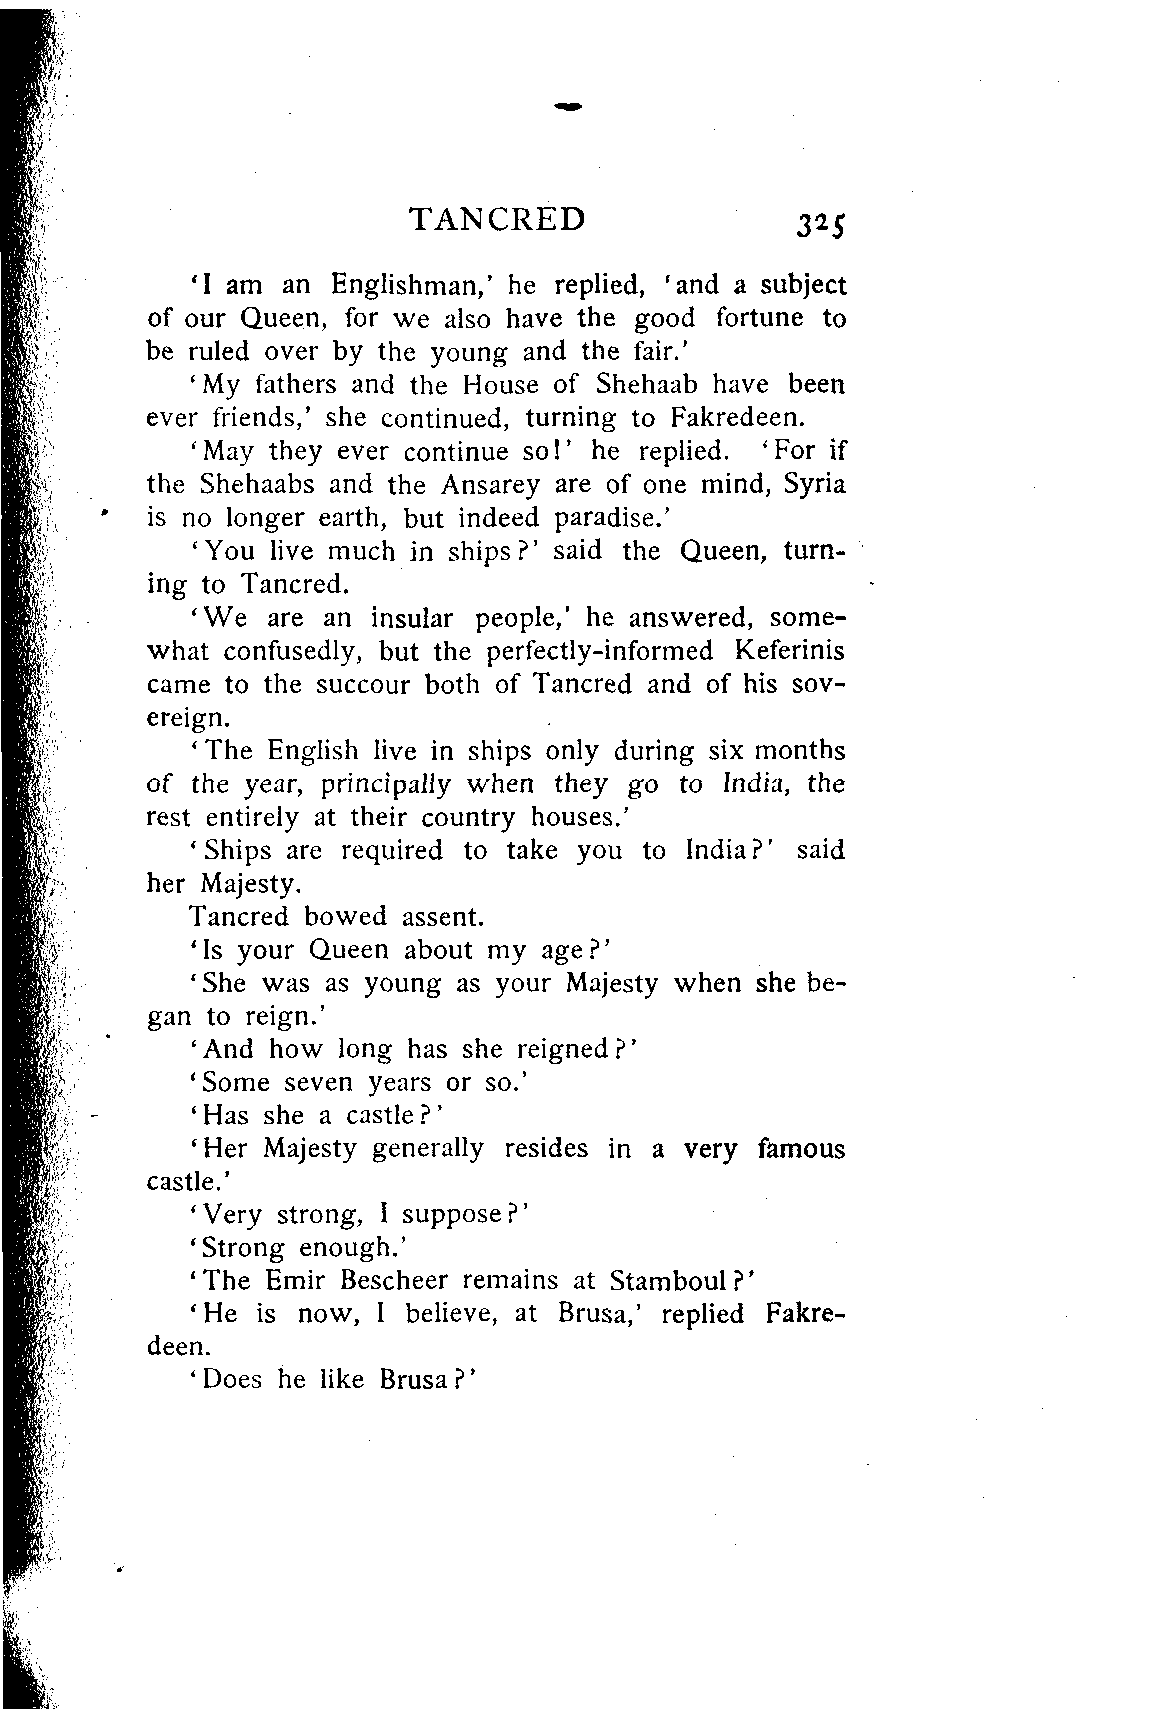 TANCRED 325
'I am an Englishman,' he replied, 'and a subject
of our Queen, for we also have the good fortune to
be ruled over by the young and the fair.'
'My fathers and the House of Shehaab have been
ever friends,' she continued, turning to Fakredeen.
'May they ever continue so!' he replied. 'For if
the Shehaabs and the Ansarey are of one mind, Syria
is no longer earth, but indeed paradise.'
'You live much in ships?' said the Queen, turn-
ing to Tancred.
'We are an insular people,' he answered, some-
what confusedly, but the perfectly-informed Keferinis
came to the succour both of Tancred and of his sov-
ereign.
'The English live in ships only during six months
of the year, principally when they go to India, the
rest entirely at their country houses.'
'Ships are required to take you to India?' said
her Majesty.
Tancred bowed assent.
'Is your Queen about my age?'
'She was as young as your Majesty when she be-
gan to reign.'
'And how long has she reigned?'
'Some seven years or so.'
'Has she a castle?'
'Her Majesty generally resides in a very famous
castle.'
'Very strong, I suppose?'
'Strong enough.'
'The Emir Bescheer remains at Stamboul?'
'He is now, I believe, at Brusa,' replied Fakre-
deen.
'Does he like Brusa?'